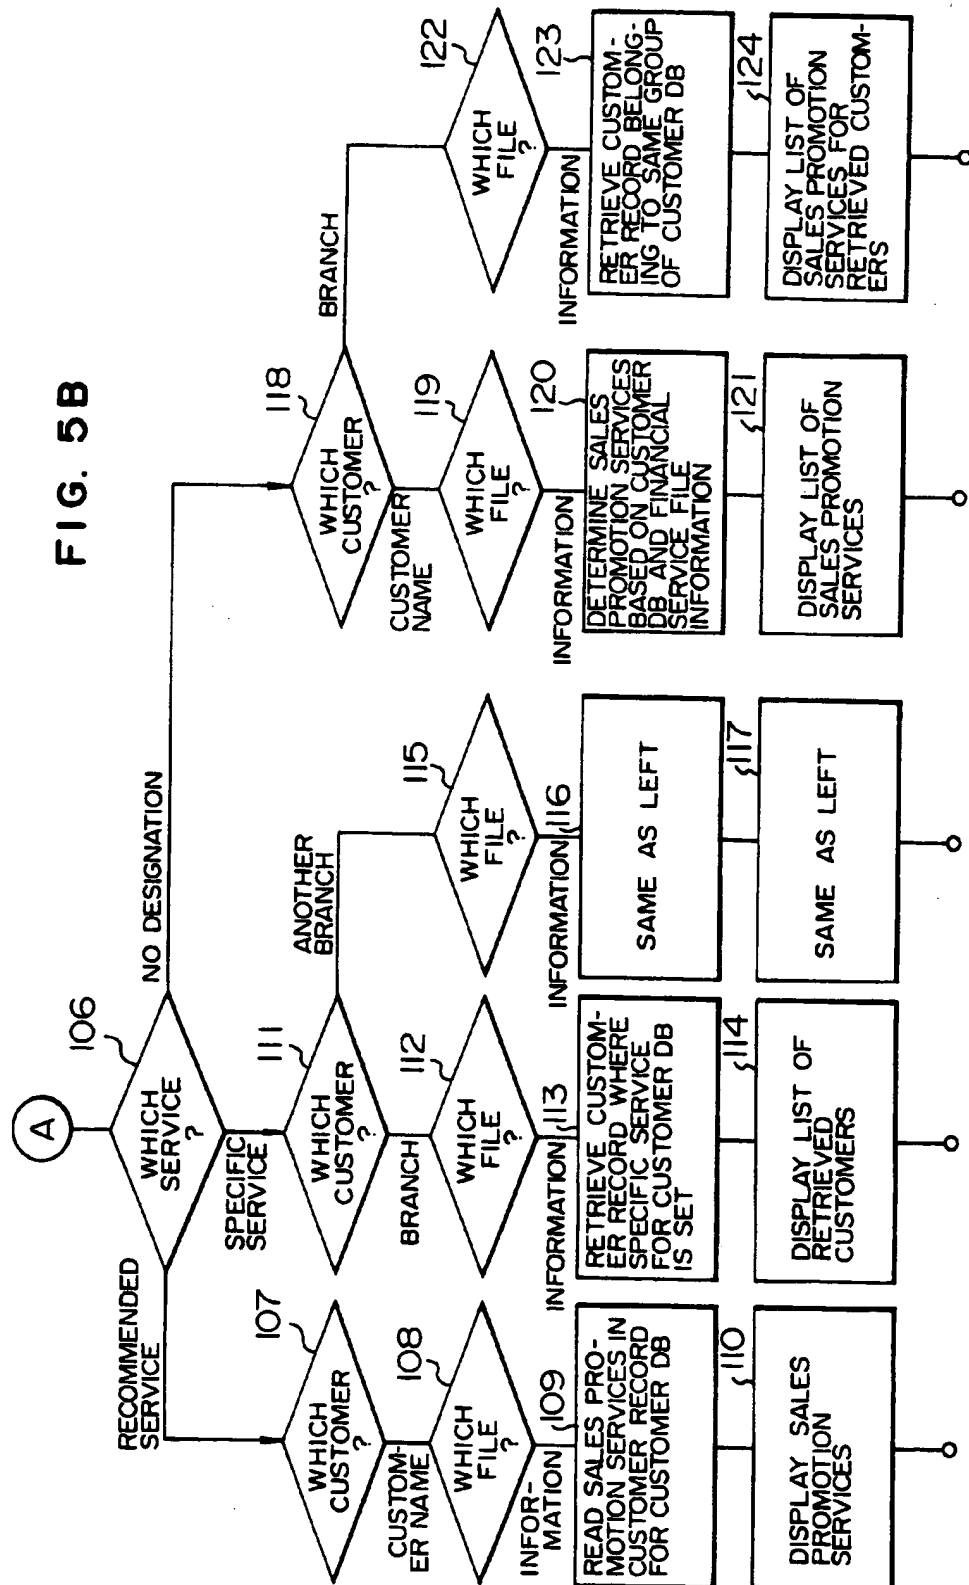 FIG. 5B
A
106
WHICH
SERVICE
?
RECOMMENDED
SERVICE
SPECIFIC
SERVICE
NO DESIGNATION
107
WHICH
CUSTOMER
?
CUSTOM-
ER NAME
108
WHICH
FILE
?
INFOR-
MATION
109
READ SALES PRO-
MOTION SERVICES IN
CUSTOMER RECORD
FOR CUSTOMER DB
110
DISPLAY SALES
PROMOTION
SERVICES
111
WHICH
CUSTOMER
?
BRANCH
ANOTHER
BRANCH
112
WHICH
FILE
?
INFORMATION
113
RETRIEVE CUSTOM-
ER RECORD WHERE
SPECIFIC SERVICE
FOR CUSTOMER DB
IS SET
114
DISPLAY LIST OF
RETRIEVED
CUSTOMERS
115
WHICH
FILE
?
INFORMATION
116
SAME AS LEFT
117
SAME AS LEFT
118
WHICH
CUSTOMER
?
CUSTOMER
NAME
BRANCH
119
WHICH
FILE
?
INFORMATION
120
DETERMINE SALES
PROMOTION SERVICES
BASED ON CUSTOMER
DB AND FINANCIAL
SERVICE FILE
INFORMATION
121
DISPLAY LIST OF
SALES PROMOTION
SERVICES
122
WHICH
FILE
?
INFORMATION
123
RETRIEVE CUSTOM-
ER RECORD BELONG-
ING TO SAME GROUP
OF CUSTOMER DB
124
DISPLAY LIST OF
SALES PROMOTION
SERVICES FOR
RETRIEVED CUSTOM-
ERS